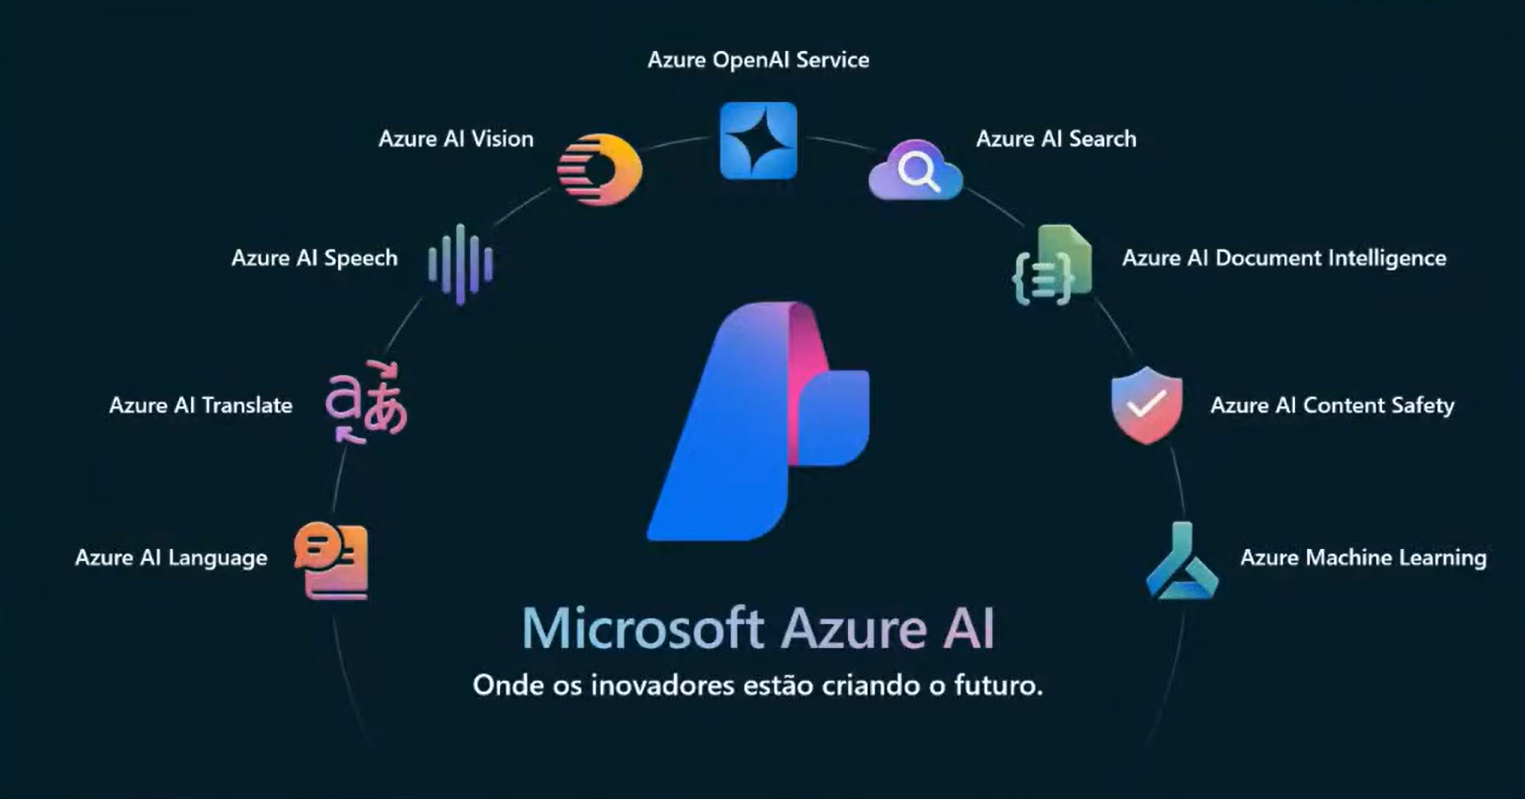 Azure OpenAI Service
Azure AI Vision
Azure AI Search
Azure AI Speech
Azure AI Document Intelligence
Azure AI Translate
Azure AI Content Safety
Azure AI Language
Azure Machine Learning
Microsoft Azure AI
Onde os inovadores estão criando o futuro.